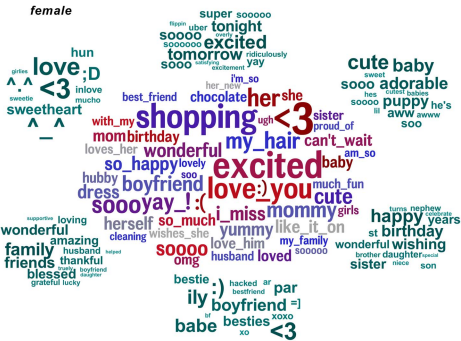 female
super sooooo
flippin uber tonight
soooo overly
sooooooo excited
tomorrow ridiculously
sooo satisfying yay
excitement
hun
girlies love ;D
^.^ <3 inlove
sweetie mucho
sweetheart
^_^
cute baby
sweet
sooo adorable
hes cutest babies
soo puppy he's
lil aww awww
soo
i'm_so
her_new
best_friend chocolate her she
shopping <3
ugh sister
with_my proud_of
mom birthday my_hair can't_wait
loves_her wonderful am_so
so_happy lovely excited baby
hubby soo
dress boyfriend love :) you much_fun
cute
sooo yay_! :( mommy girls
herself so_much i_miss
cleaning wishes_she yummy like_it_on
soooo love_him my_family
omg husband loved sooooo
supportive loving
wonderful
amazing
family husband helped
friends thankful
truely boyfriend
blessed daughter
grateful lucky
turns nephew
happy celebrate
years
st birthday
wonderful wishing
brother daughter special
sister niece son
bestie :) hacked ar
bestfriend par
ily boyfriend =]
babe bf besties xoxo
xo <3